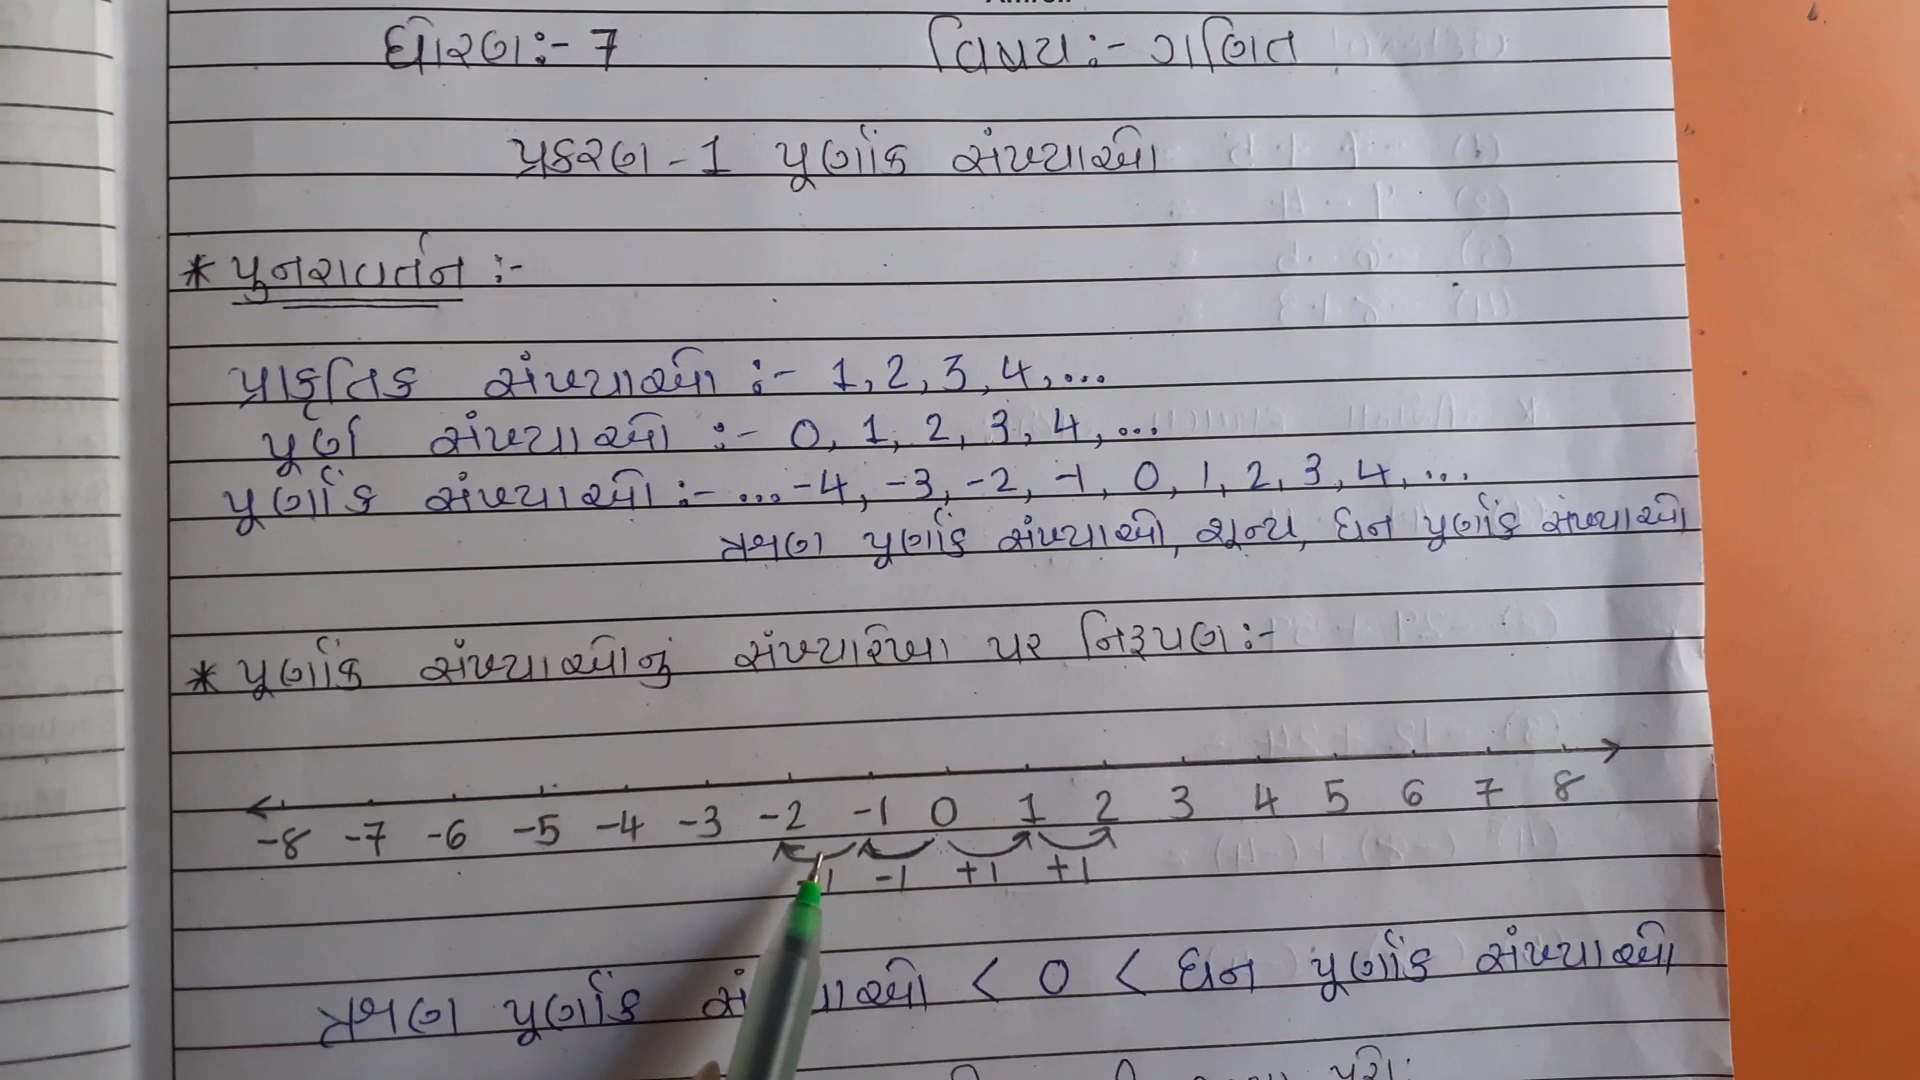 ધોરણ:- 7 વિષય:- ગણિત
પ્રકરણ-1 પૂર્ણાંક સંખ્યાઓ
* પુનરાવર્તન :-
પ્રાકૃતિક સંખ્યાઓ :- 1, 2, 3, 4, ...
પૂર્ણ સંખ્યાઓ :- 0, 1, 2, 3, 4, ...
પૂર્ણાંક સંખ્યાઓ :- ... -4, -3, -2, -1, 0, 1, 2, 3, 4, ...
ઋણ પૂર્ણાંક સંખ્યાઓ, શૂન્ય, ધન પૂર્ણાંક સંખ્યાઓ
* પૂર્ણાંક સંખ્યાઓનું સંખ્યારેખા પર નિરૂપણ :-
-8 -7 -6 -5 -4 -3 -2 -1 0 1 2 3 4 5 6 7 8
-1 -1 +1 +1
ઋણ પૂર્ણાંક સંખ્યાઓ < 0 < ધન પૂર્ણાંક સંખ્યાઓ